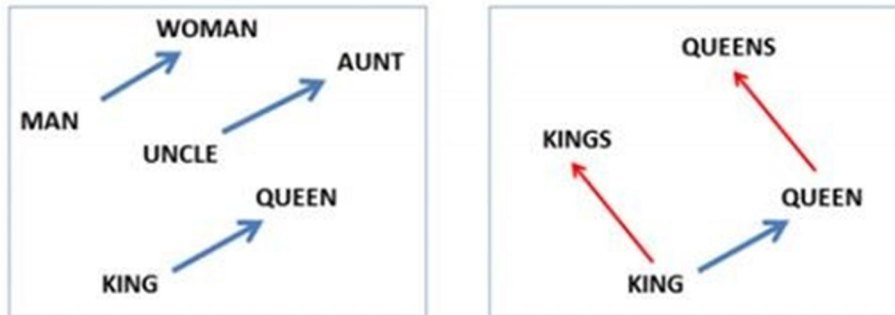 WOMAN
AUNT
MAN
UNCLE
QUEEN
KING
QUEENS
KINGS
QUEEN
KING